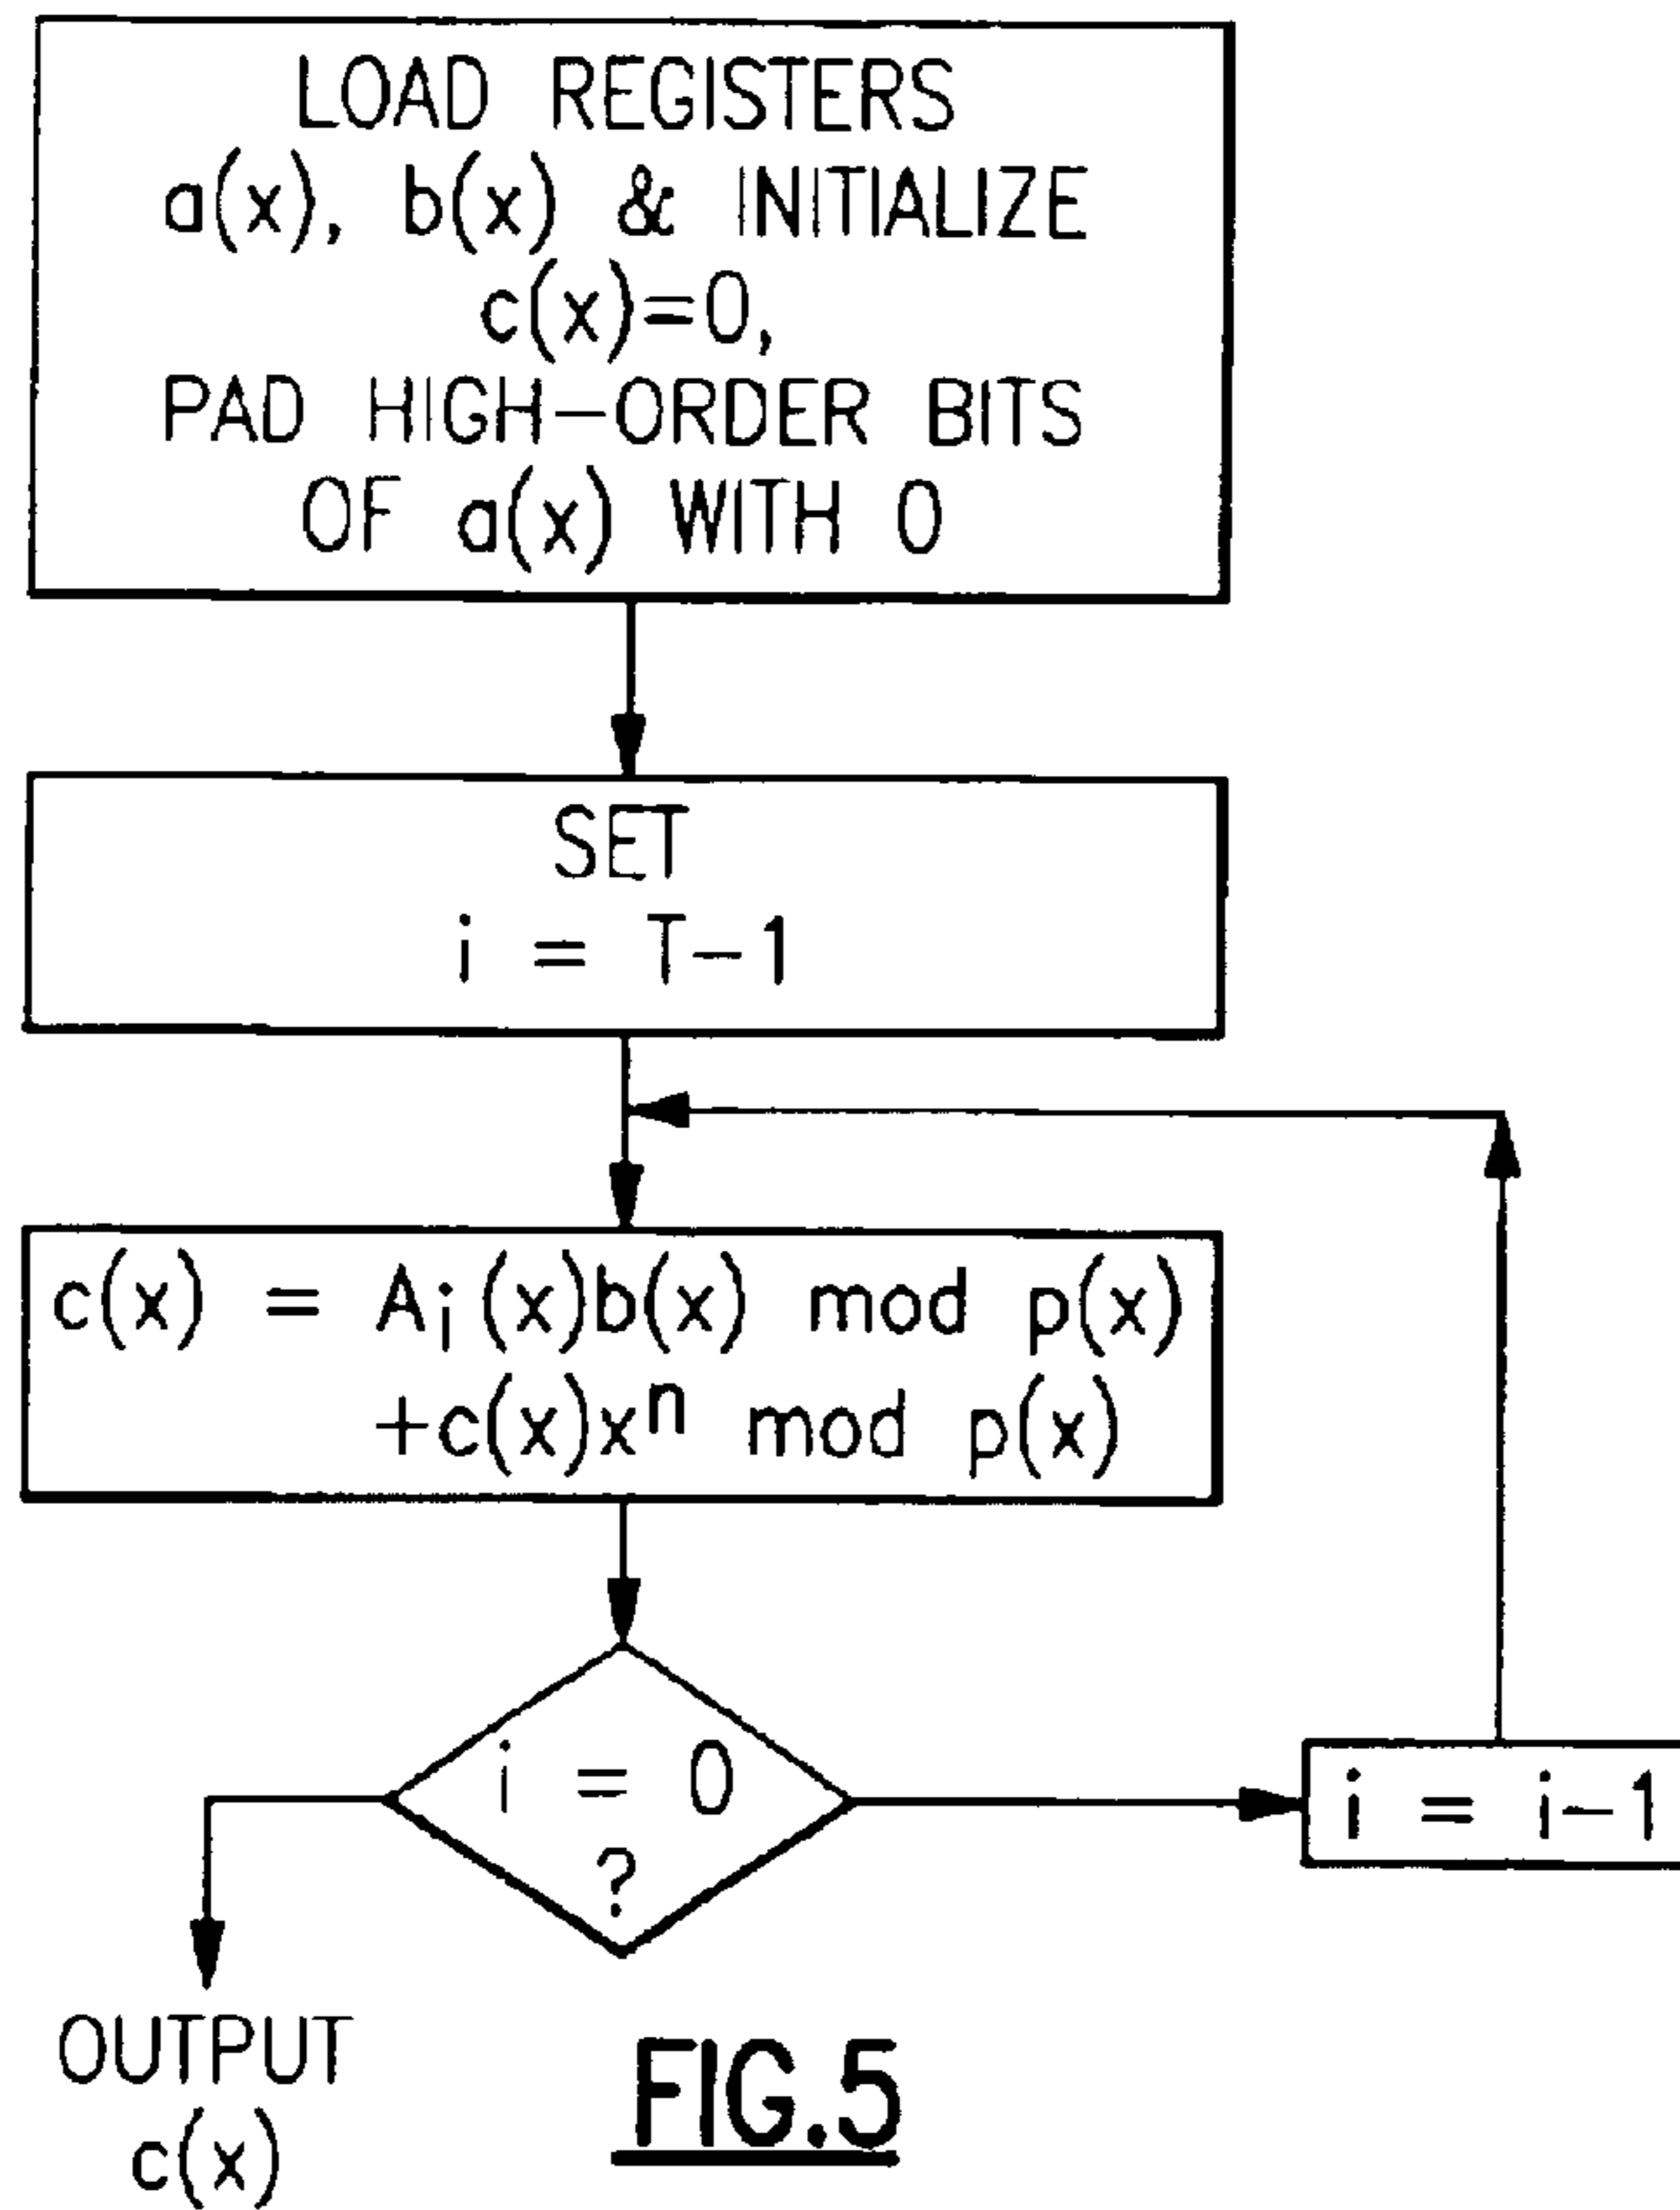 LOAD REGISTERS
a(x), b(x) & INITIALIZE
c(x)=0,
PAD HIGH-ORDER BITS
OF a(x) WITH 0
SET
i = T-1
c(x) = Aᵢ(x)b(x) mod p(x)
+c(x)xⁿ mod p(x)
i = 0
?
i = i-1
OUTPUT
c(x)
FIG.5